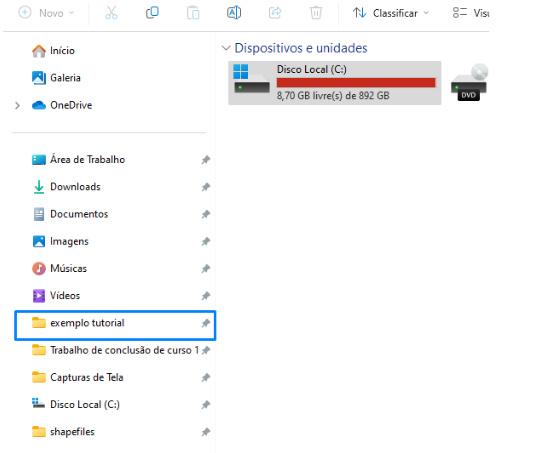 Novo
Classificar
Visu
Início
Galeria
OneDrive
Área de Trabalho
Downloads
Documentos
Imagens
Músicas
Vídeos
exemplo tutorial
Trabalho de conclusão de curso 1
Capturas de Tela
Disco Local (C:)
shapefiles
Dispositivos e unidades
Disco Local (C:)
8,70 GB livre(s) de 892 GB
DVD